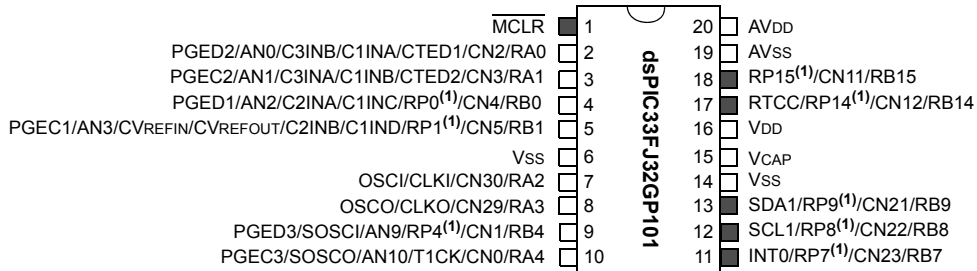 MCLR 1 20 AVDD
PGED2/AN0/C3INB/C1INA/CTED1/CN2/RA0 2 19 AVSS
PGEC2/AN1/C3INA/C1INB/CTED2/CN3/RA1 3 18 RP15(1)/CN11/RB15
PGED1/AN2/C2INA/C1INC/RP0(1)/CN4/RB0 4 17 RTCC/RP14(1)/CN12/RB14
PGEC1/AN3/CVREFIN/CVREFOUT/C2INB/C1IND/RP1(1)/CN5/RB1 5 16 VDD
VSS 6 15 VCAP
OSCI/CLKI/CN30/RA2 7 14 VSS
OSCO/CLKO/CN29/RA3 8 13 SDA1/RP9(1)/CN21/RB9
PGED3/SOSCI/AN9/RP4(1)/CN1/RB4 9 12 SCL1/RP8(1)/CN22/RB8
PGEC3/SOSCO/AN10/T1CK/CN0/RA4 10 11 INT0/RP7(1)/CN23/RB7
dsPIC33FJ32GP101